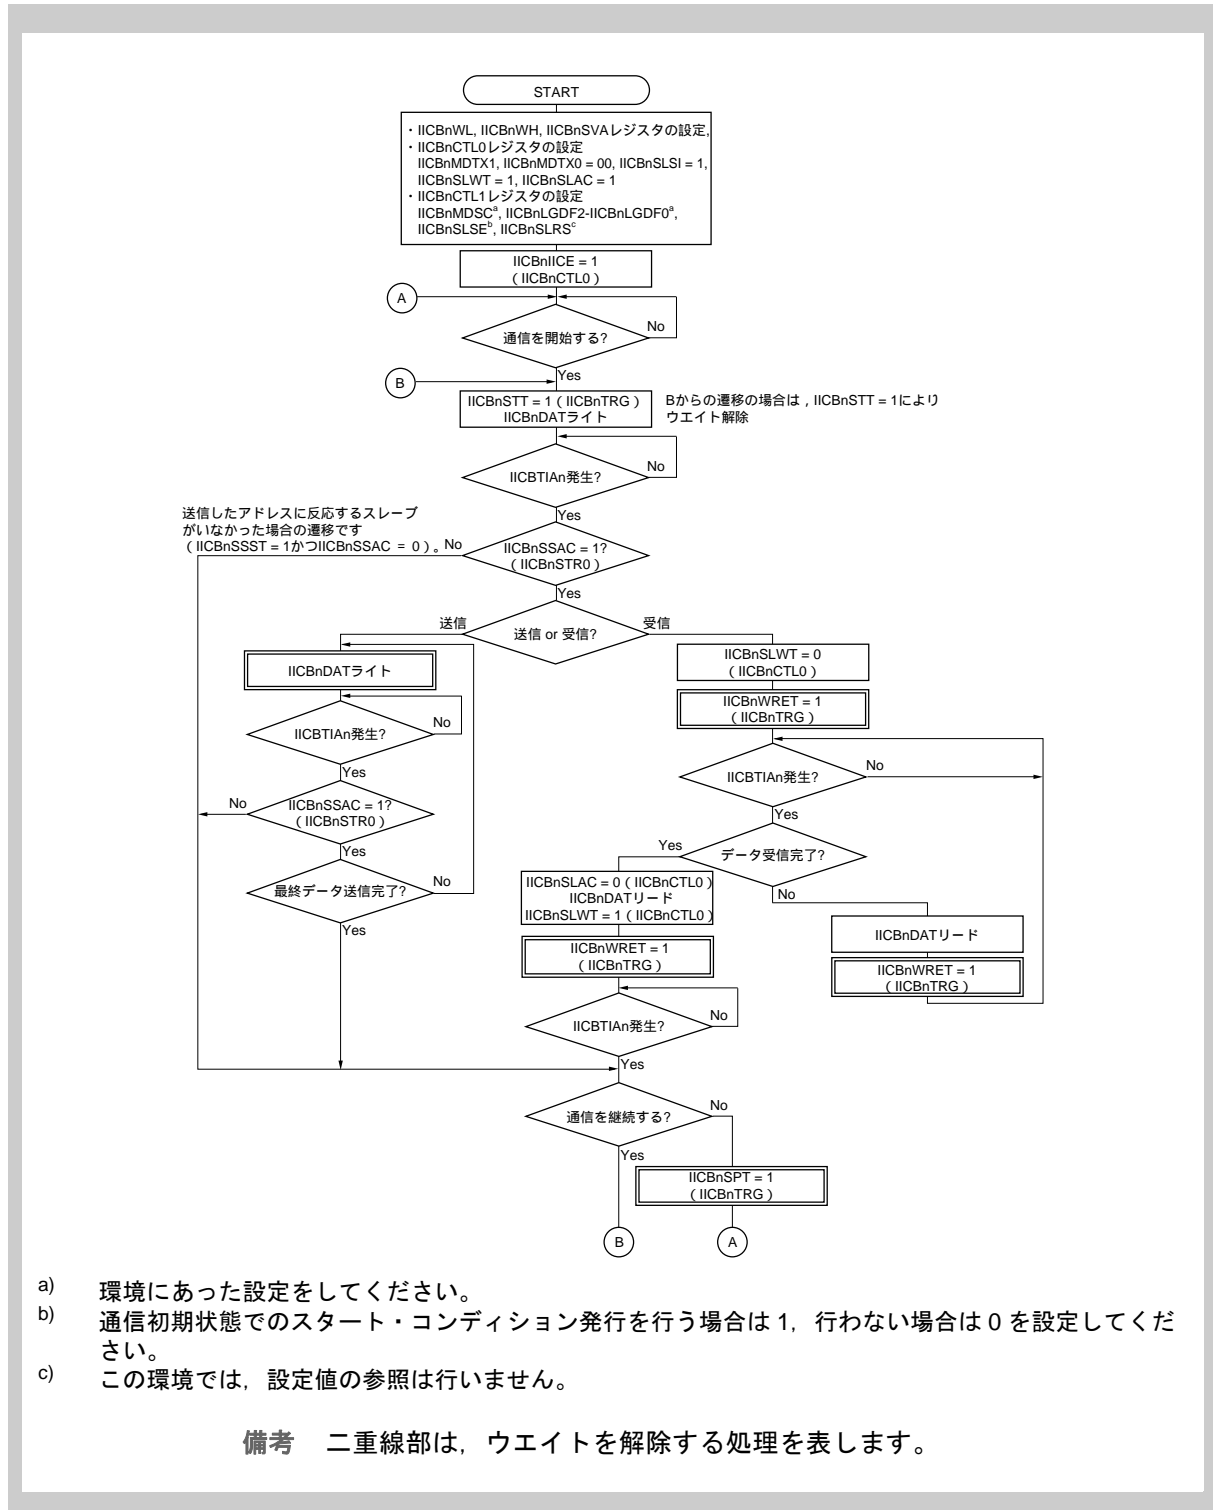 START
・IICBnWL, IICBnWH, IICBnSVAレジスタの設定,
・IICBnCTL0レジスタの設定
IICBnMDTX1, IICBnMDTX0 = 00, IICBnSLSI = 1,
IICBnSLWT = 1, IICBnSLAC = 1
・IICBnCTL1レジスタの設定
IICBnMDSCa, IICBnLGDF2-IICBnLGDF0a,
IICBnSLSEb, IICBnSLRSc
IICBnIICE = 1
(IICBnCTL0)
A
通信を開始する?
No
Yes
B
IICBnSTT = 1(IICBnTRG)
IICBnDATライト
Bからの遷移の場合は,IICBnSTT = 1により
ウエイト解除
IICBTIAn発生?
No
Yes
送信したアドレスに反応するスレーブ
がいなかった場合の遷移です
(IICBnSSST = 1かつIICBnSSAC = 0)。
No
IICBnSSAC = 1?
(IICBnSTR0)
Yes
送信
送信 or 受信?
受信
IICBnDATライト
IICBTIAn発生?
No
Yes
No
IICBnSSAC = 1?
(IICBnSTR0)
Yes
最終データ送信完了?
No
Yes
IICBnSLWT = 0
(IICBnCTL0)
IICBnWRET = 1
(IICBnTRG)
IICBTIAn発生?
No
Yes
Yes
データ受信完了?
No
IICBnSLAC = 0(IICBnCTL0)
IICBnDATリード
IICBnSLWT = 1(IICBnCTL0)
IICBnWRET = 1
(IICBnTRG)
IICBnDATリード
IICBnWRET = 1
(IICBnTRG)
IICBTIAn発生?
No
Yes
通信を継続する?
No
Yes
IICBnSPT = 1
(IICBnTRG)
B
A
a) 環境にあった設定をしてください。
b) 通信初期状態でのスタート・コンディション発行を行う場合は 1,行わない場合は 0 を設定してくだ
さい。
c) この環境では,設定値の参照は行いません。
備考 二重線部は,ウエイトを解除する処理を表します。